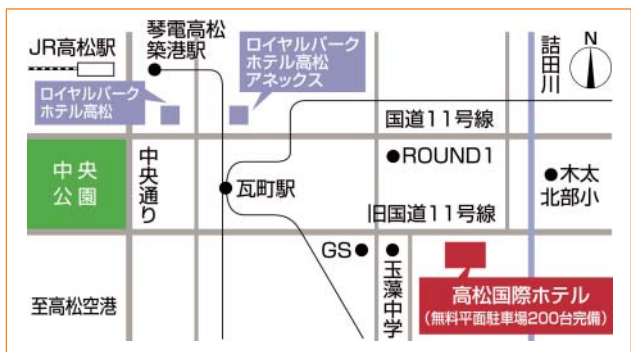 JR高松駅
琴電高松
築港駅
ロイヤルパーク
ホテル高松
アネックス
詰田川
N
ロイヤルパーク
ホテル高松
国道11号線
中央
公園
中央通り
瓦町駅
●ROUND1
●木太
北部小
旧国道11号線
GS●
玉藻中学
至高松空港
高松国際ホテル
(無料平面駐車場200台完備)